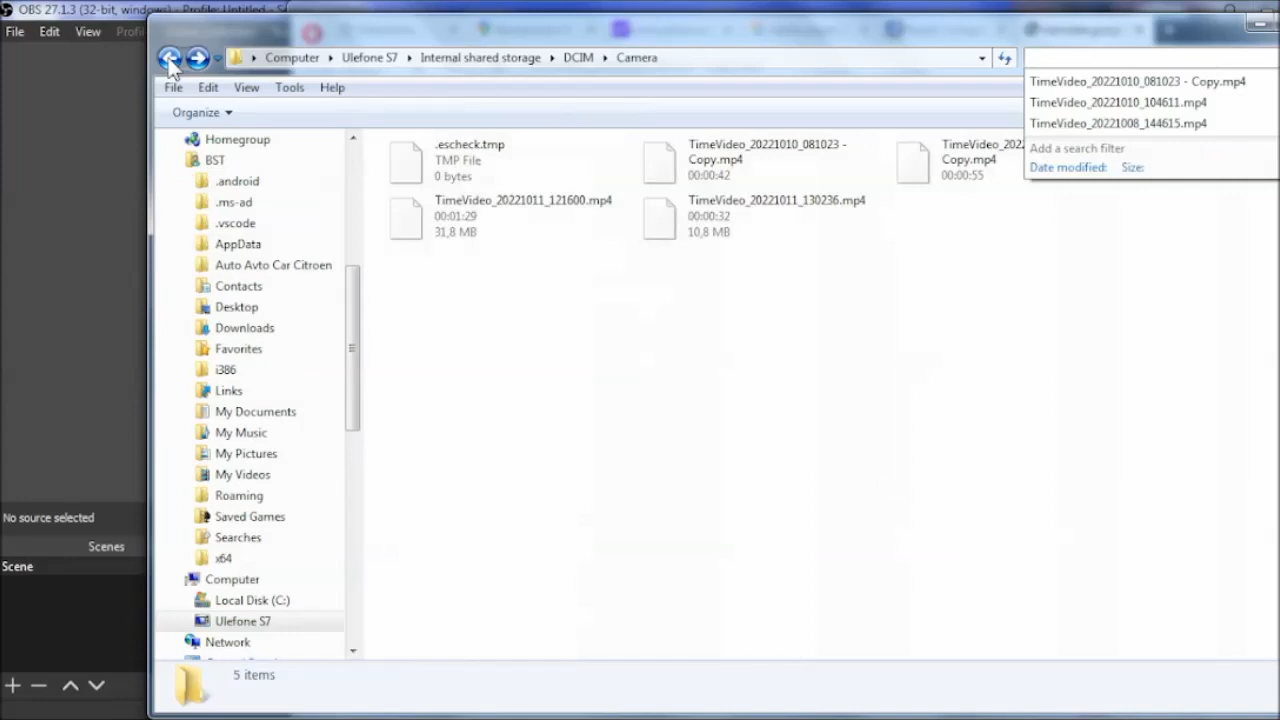 OBS 27.1.3 (32-bit, windows) - Profile: Untitled - Se
File Edit View Profi
Computer Ulefone S7 Internal shared storage DCIM Camera
File Edit View Tools Help
Organize
TimeVideo_20221010_081023 - Copy.mp4
TimeVideo_20221010_104611.mp4
TimeVideo_20221008_144615.mp4
Add a search filter
Date modified: Size:
Homegroup
BST
.android
.ms-ad
.vscode
AppData
Auto Avto Car Citroen
Contacts
Desktop
Downloads
Favorites
i386
Links
My Documents
My Music
My Pictures
My Videos
Roaming
Saved Games
Searches
x64
Computer
Local Disk (C:)
Ulefone S7
Network
.escheck.tmp
TMP File
0 bytes
TimeVideo_20221010_081023 -
Copy.mp4
00:00:42
TimeVideo_202
Copy.mp4
00:00:55
TimeVideo_20221011_121600.mp4
00:01:29
31,8 MB
TimeVideo_20221011_130236.mp4
00:00:32
10,8 MB
5 items
No source selected
Scenes
Scene